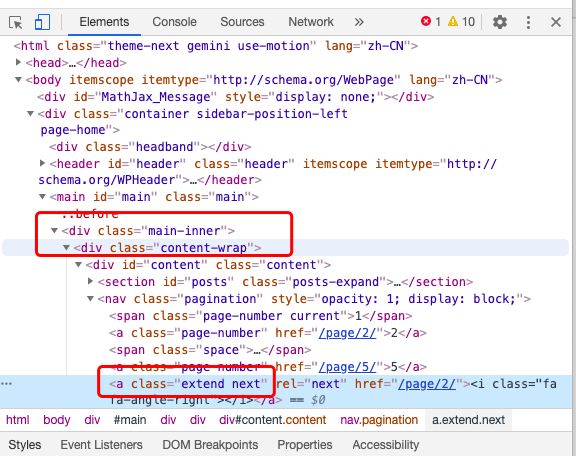 Elements Console Sources Network » 1 10
<html class="theme-next gemini use-motion" lang="zh-CN">
<head>…</head>
<body itemscope itemtype="http://schema.org/WebPage" lang="zh-CN">
<div id="MathJax_Message" style="display: none;"></div>
<div class="container sidebar-position-left
page-home">
<div class="headband"></div>
<header id="header" class="header" itemscope itemtype="http://
schema.org/WPHeader">…</header>
<main id="main" class="main">
::before
<div class="main-inner">
<div class="content-wrap">
<div id="content" class="content">
<section id="posts" class="posts-expand">…</section>
<nav class="pagination" style="opacity: 1; display: block;">
<span class="page-number current">1</span>
<a class="page-number" href="/page/2/">2</a>
<span class="space">…</span>
<a class="page-number" href="/page/5/">5</a>
<a class="extend next" rel="next" href="/page/2/"><i class="fa
fa-angle-right"></i></a> == $0
html body div #main div div div#content.content nav.pagination a.extend.next
Styles Event Listeners DOM Breakpoints Properties Accessibility